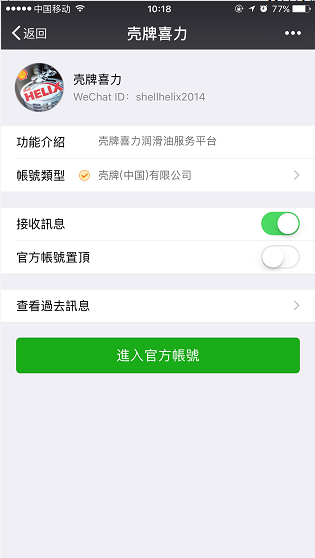 中国移动 10:18 77%
返回 壳牌喜力
HELIX
壳牌喜力
WeChat ID: shellhelix2014
功能介紹 壳牌喜力润滑油服务平台
帳號類型 壳牌(中国)有限公司
接收訊息
官方帳號置頂
查看過去訊息
進入官方帳號